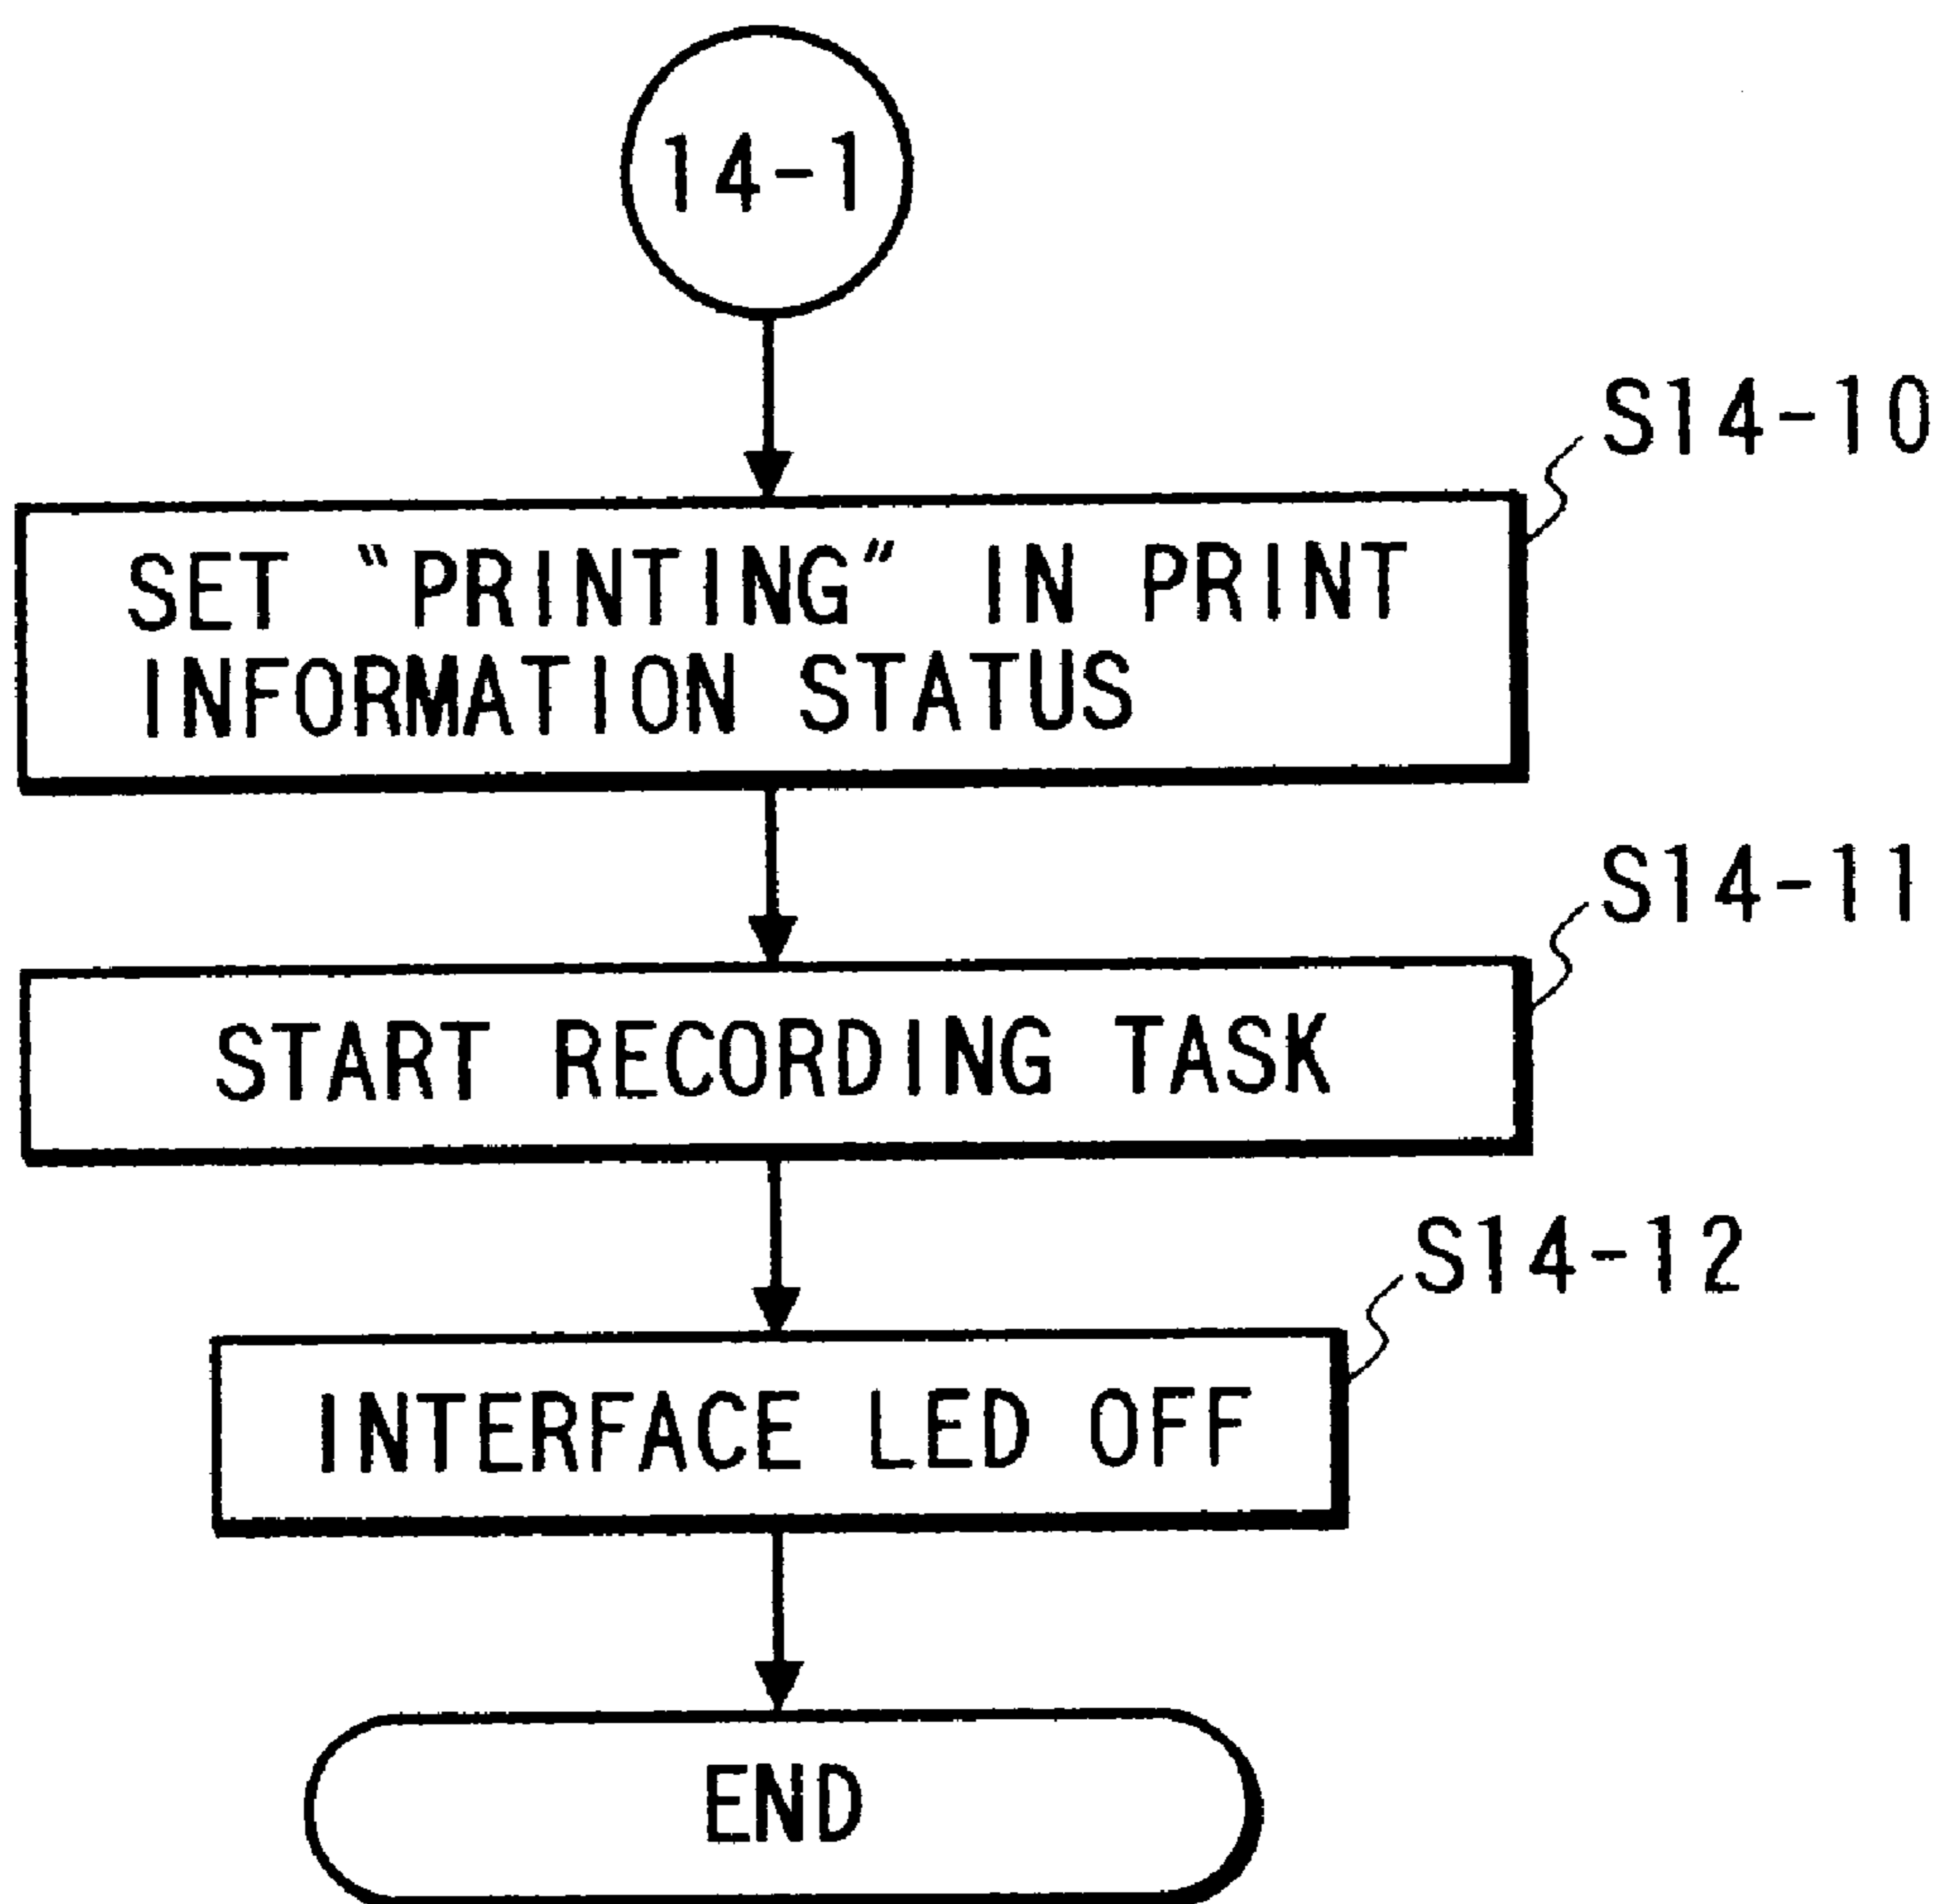 14-1
S14-10
SET "PRINTING" IN PRINT
INFORMATION STATUS
S14-11
START RECORDING TASK
S14-12
INTERFACE LED OFF
END